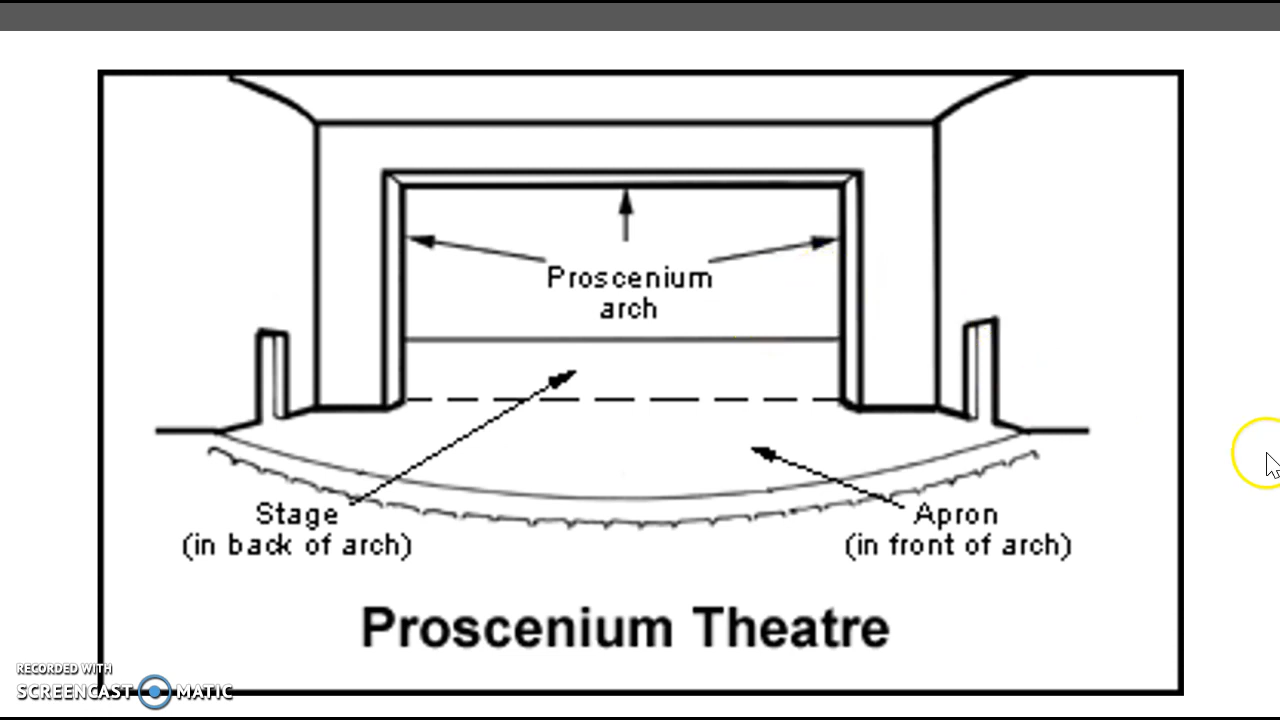 Proscenium
arch
Stage
(in back of arch)
Apron
(in front of arch)
Proscenium Theatre
RECORDED WITH
SCREENCAST MATIC